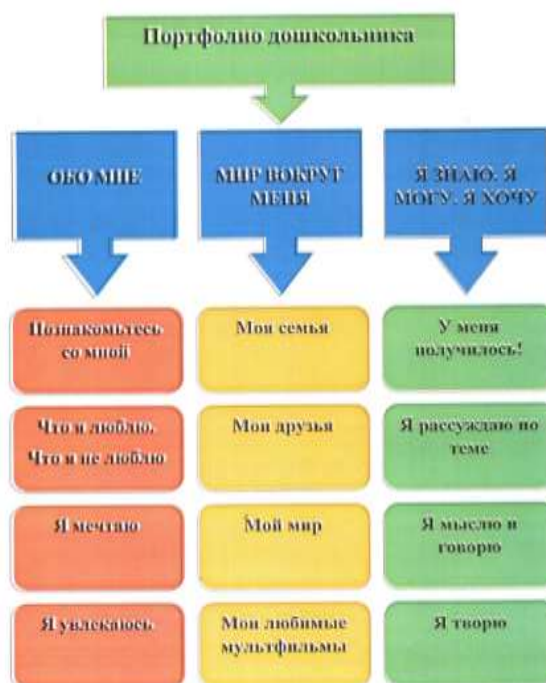 Портфолио дошкольника
ОБО МНЕ
МИР ВОКРУГ
МЕНЯ
Я ЗНАЮ. Я
МОГУ. Я ХОЧУ
Познакомьтесь
со мной
Что я люблю.
Что я не люблю
Я мечтаю
Я увлекаюсь
Моя семья
Мои друзья
Мой мир
Мои любимые
мультфильмы
У меня
получилось!
Я рассуждаю по
теме
Я мыслю и
говорю
Я творю